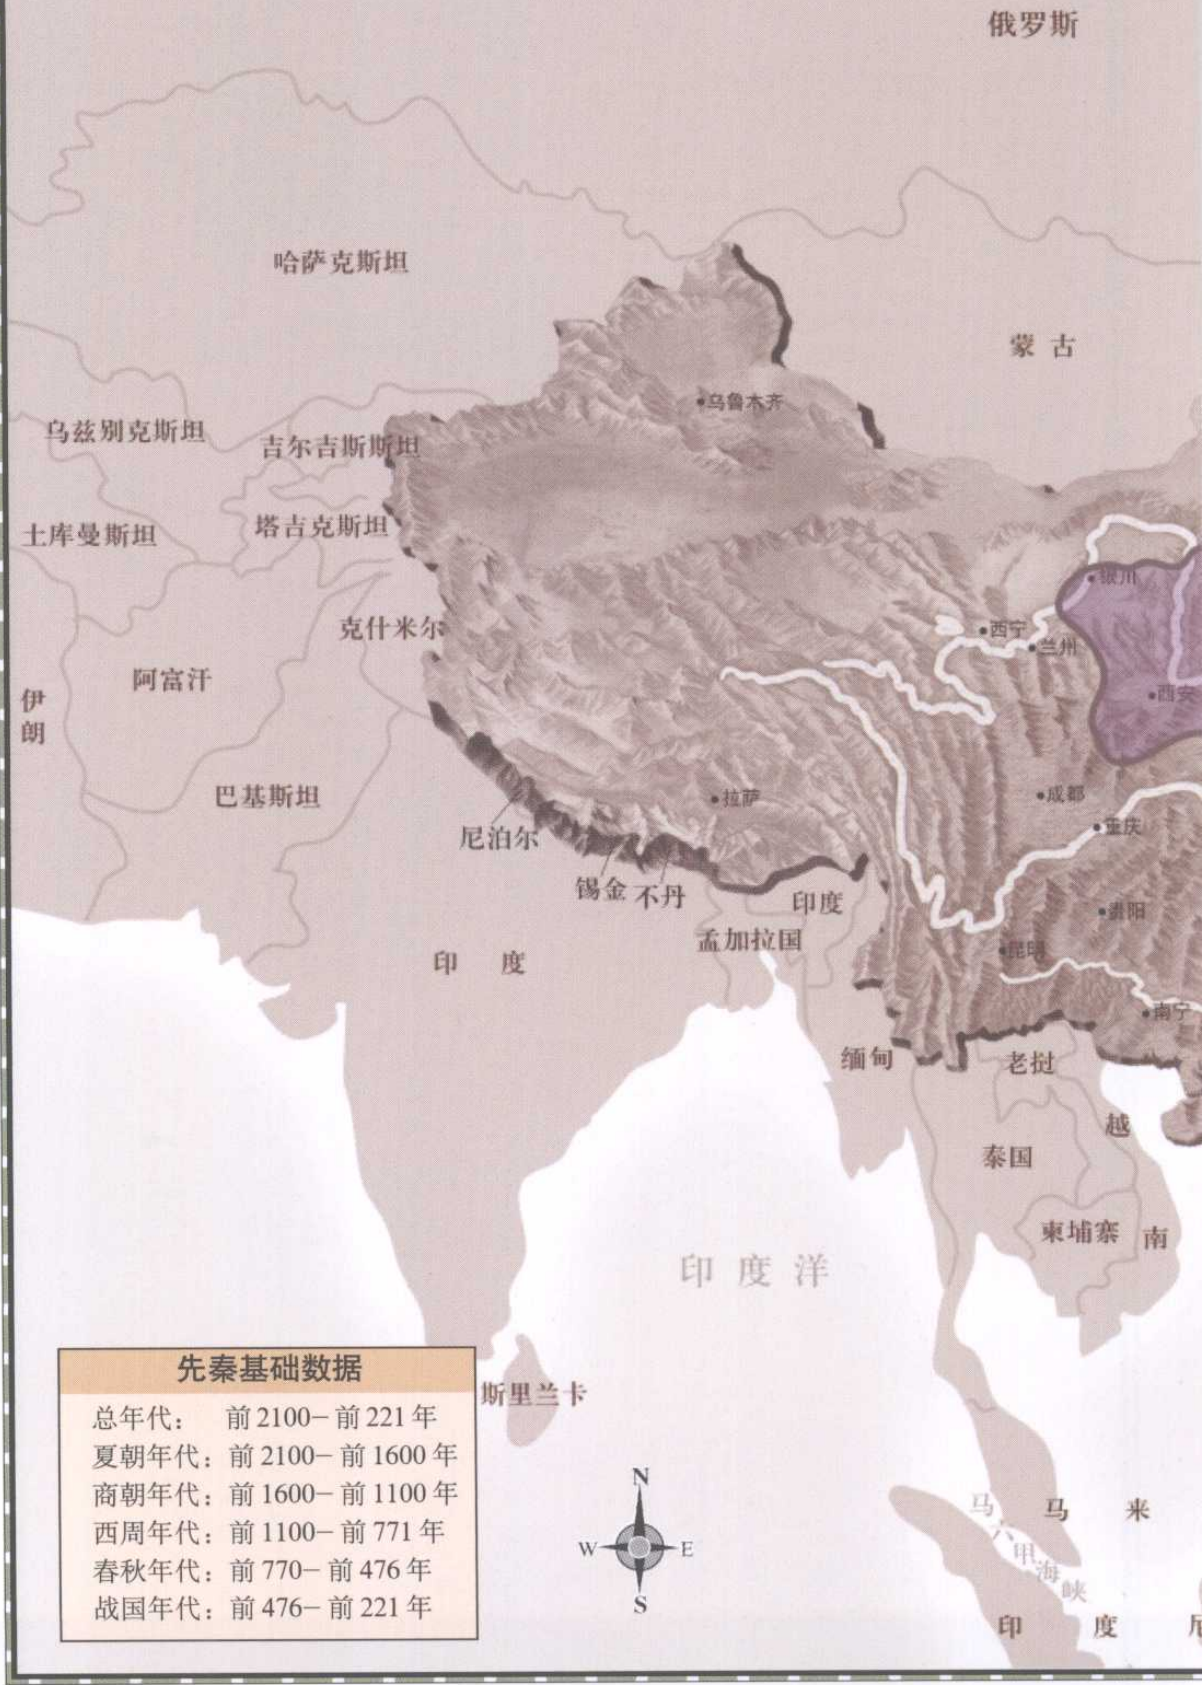 俄罗斯
哈萨克斯坦
蒙古
乌鲁木齐
乌兹别克斯坦
吉尔吉斯斯坦
土库曼斯坦
塔吉克斯坦
银川
克什米尔
西宁
兰州
阿富汗
伊朗
西安
巴基斯坦
拉萨
成都
尼泊尔
重庆
锡金
不丹
印度
贵阳
孟加拉国
印度
昆明
南宁
缅甸
老挝
越南
泰国
柬埔寨
印度洋
斯里兰卡
先秦基础数据
总年代： 前2100－前221年
夏朝年代：前2100－前1600年
商朝年代：前1600－前1100年
西周年代：前1100－前771年
春秋年代：前770－前476年
战国年代：前476－前221年
N
W
E
S
马来
马六甲海峡
印度尼